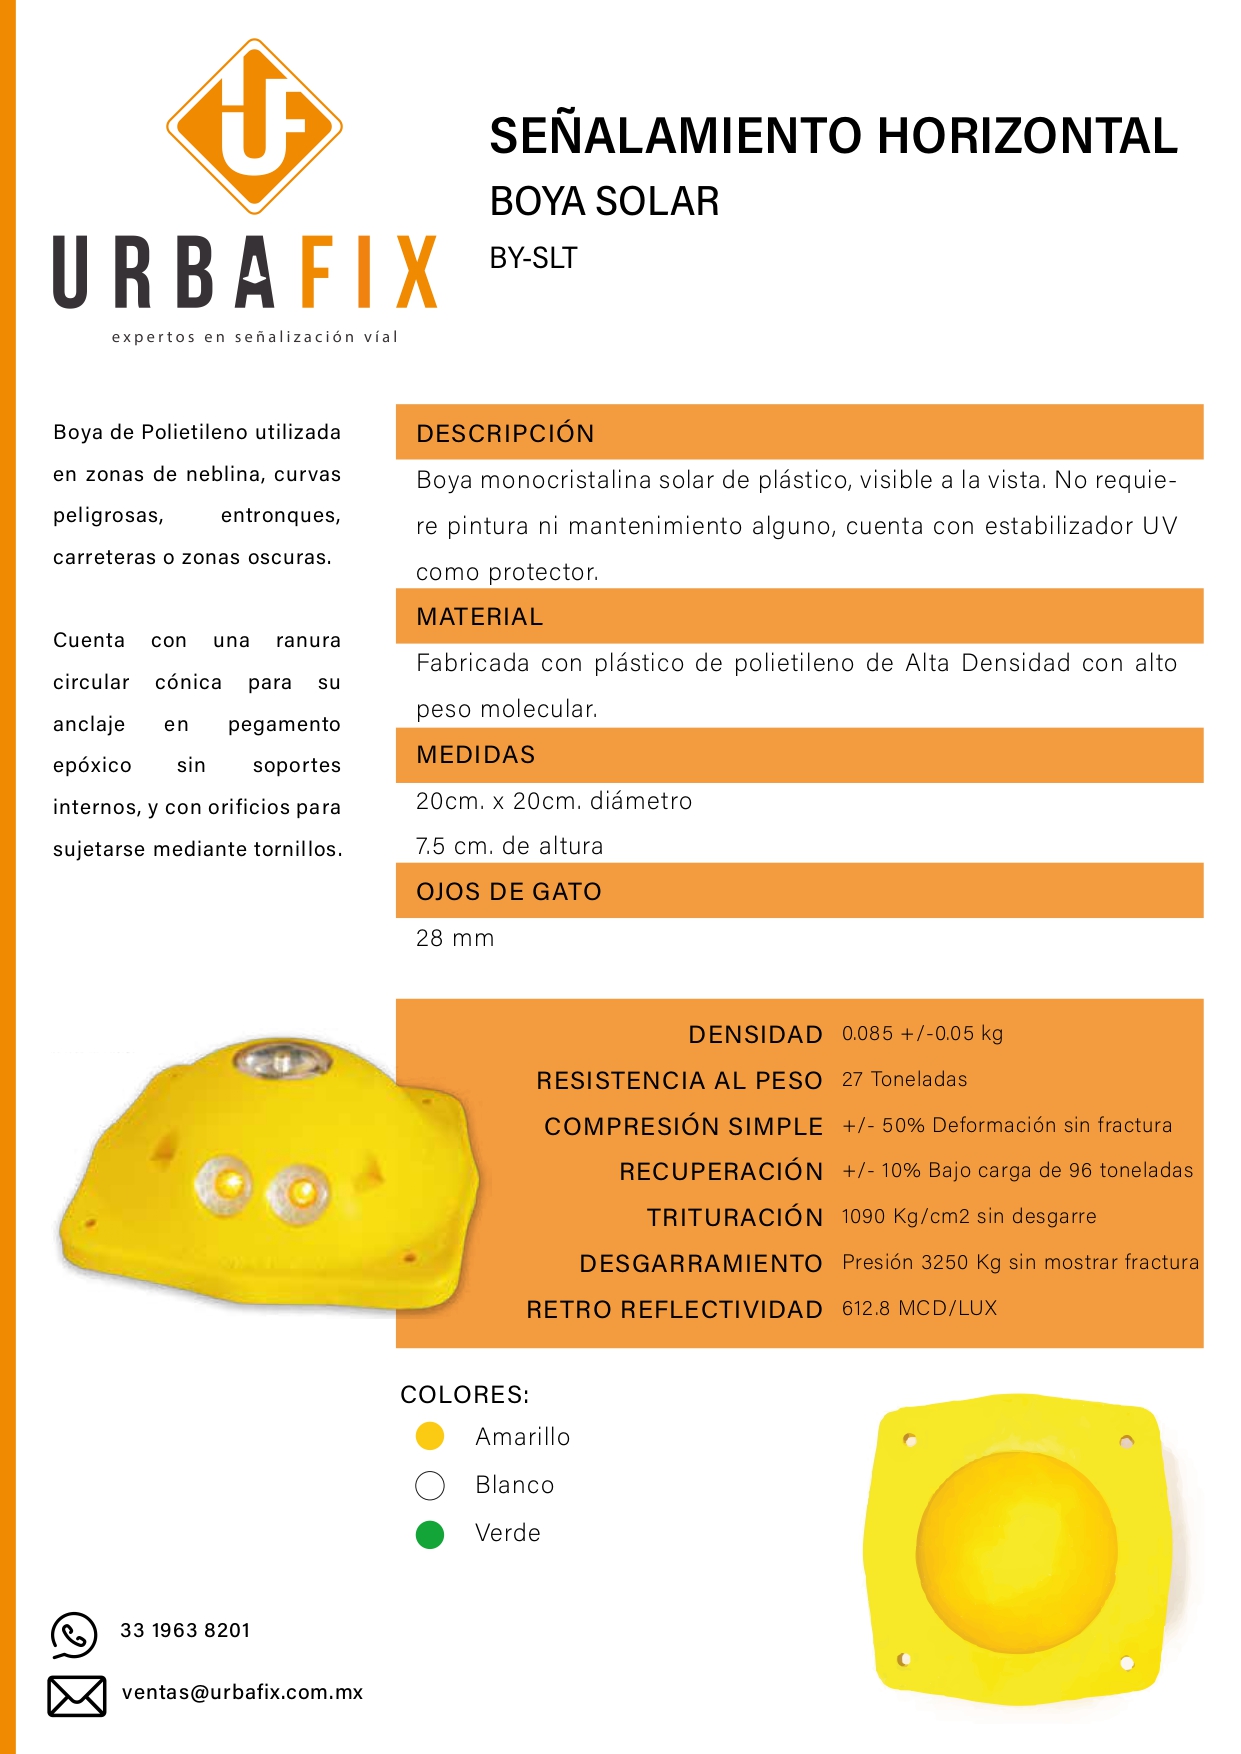 UF
URBAFIX
expertos en señalización víal
SEÑALAMIENTO HORIZONTAL
BOYA SOLAR
BY-SLT
Boya de Polietileno utilizada
en zonas de neblina, curvas
peligrosas, entronques,
carreteras o zonas oscuras.
Cuenta con una ranura
circular cónica para su
anclaje en pegamento
epóxico sin soportes
internos, y con orificios para
sujetarse mediante tornillos.
DESCRIPCIÓN
Boya monocristalina solar de plástico, visible a la vista. No requie-
re pintura ni mantenimiento alguno, cuenta con estabilizador UV
como protector.
MATERIAL
Fabricada con plástico de polietileno de Alta Densidad con alto
peso molecular.
MEDIDAS
20cm. x 20cm. diámetro
7.5 cm. de altura
OJOS DE GATO
28 mm
DENSIDAD 0.085 +/-0.05 kg
RESISTENCIA AL PESO 27 Toneladas
COMPRESIÓN SIMPLE +/- 50% Deformación sin fractura
RECUPERACIÓN +/- 10% Bajo carga de 96 toneladas
TRITURACIÓN 1090 Kg/cm2 sin desgarre
DESGARRAMIENTO Presión 3250 Kg sin mostrar fractura
RETRO REFLECTIVIDAD 612.8 MCD/LUX
COLORES:
Amarillo
Blanco
Verde
33 1963 8201
ventas@urbafix.com.mx